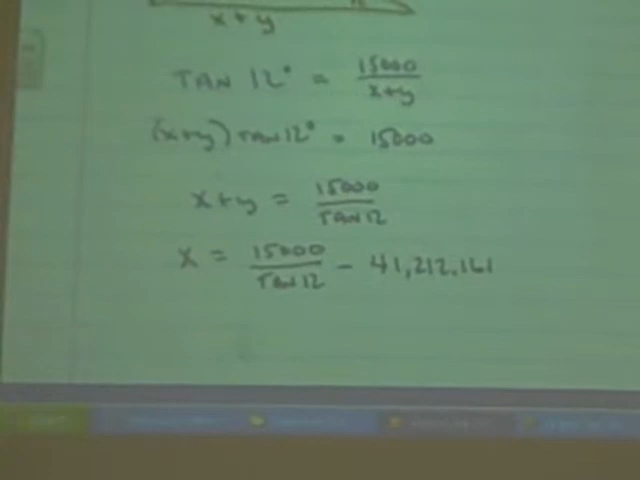 x + y
TAN 12° = 15000 / x+y
(x+y) TAN 12° = 15000
x+y = 15000 / TAN 12
x = 15000 / TAN 12 - 41,212.161